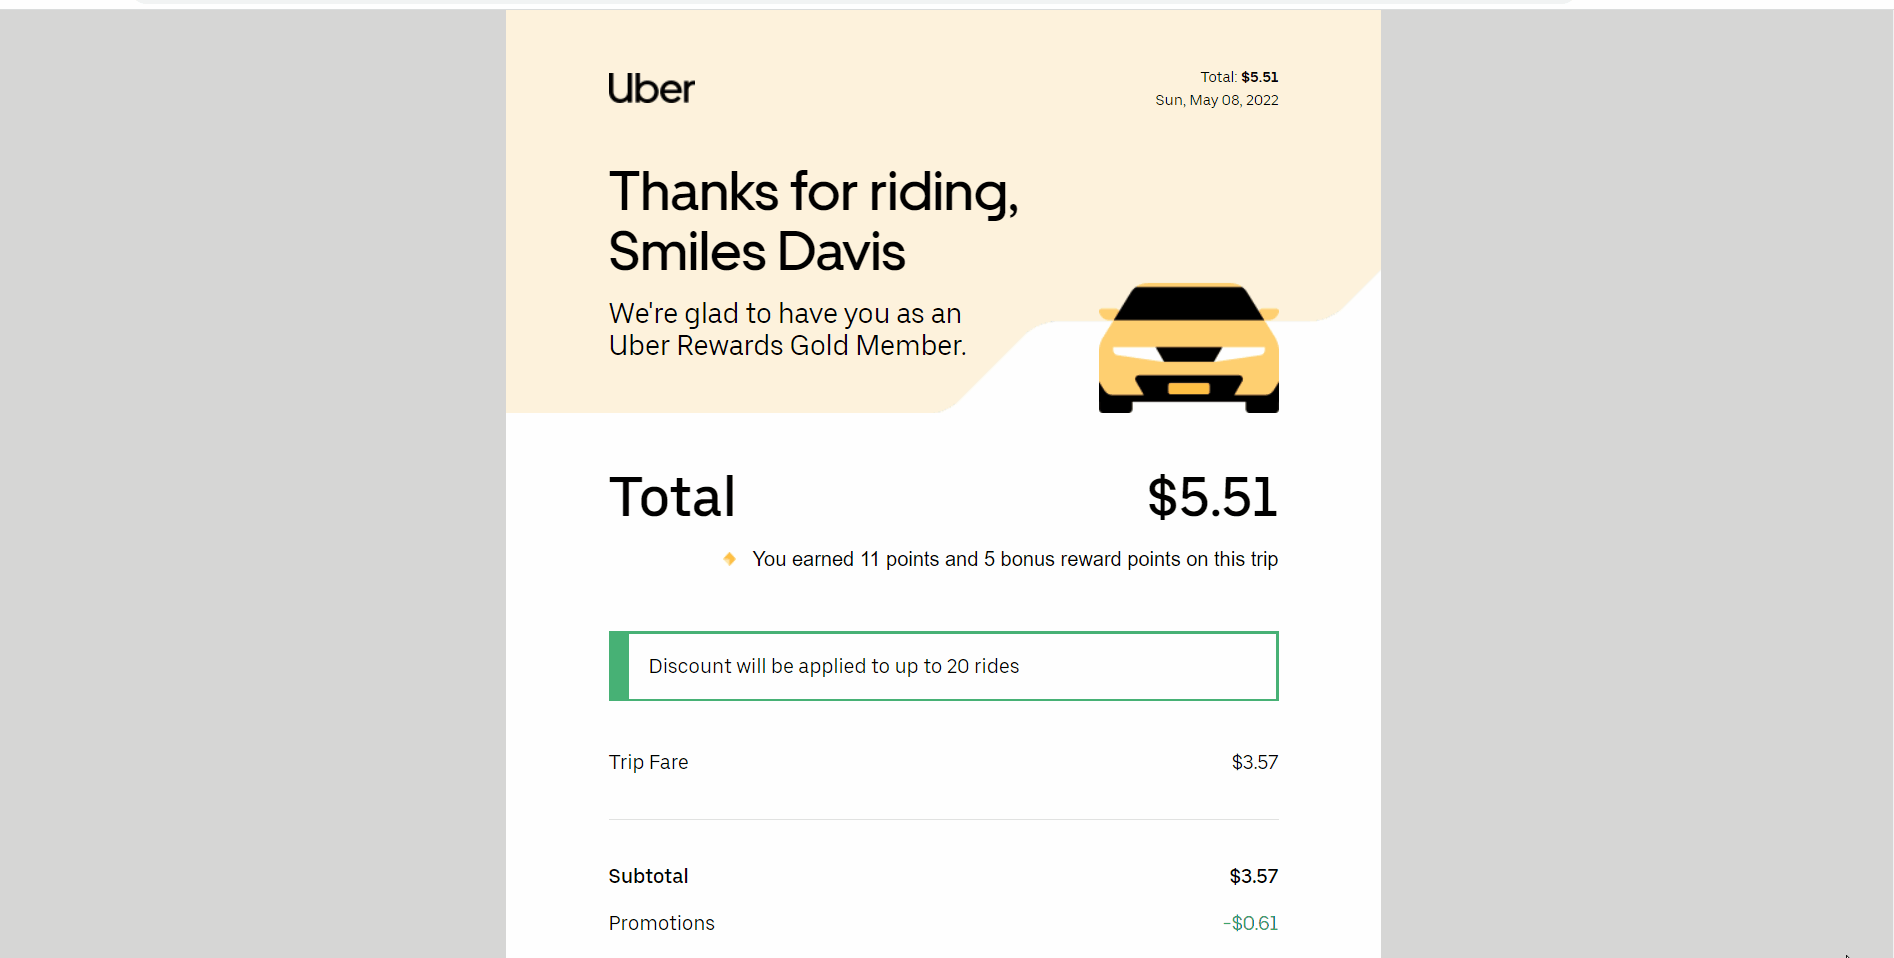 Uber
Total: $5.51
Sun, May 08, 2022
Thanks for riding,
Smiles Davis
We're glad to have you as an
Uber Rewards Gold Member.
Total $5.51
You earned 11 points and 5 bonus reward points on this trip
Discount will be applied to up to 20 rides
Trip Fare $3.57
Subtotal $3.57
Promotions -$0.61